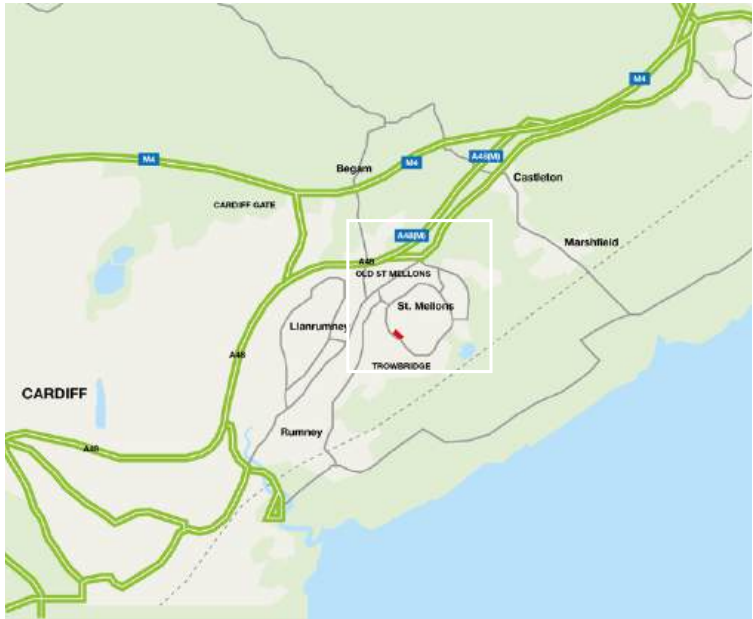 M4
M4
A48(M)
Begam
M4
Castleton
CARDIFF GATE
A48(M)
Marshfield
A48
OLD ST MELLONS
St. Mellons
Llanrumney
A48
TROWBRIDGE
CARDIFF
Rumney
A48